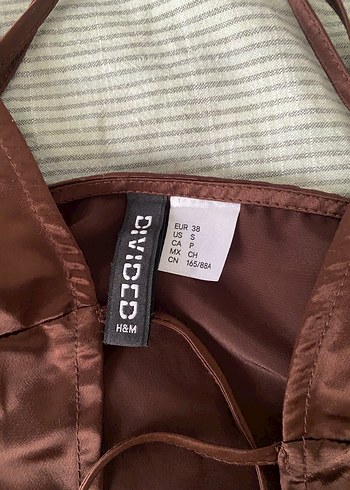 DIVIDED
H&M
EUR 38
US S
CA P
MX CH
CN 165/88A